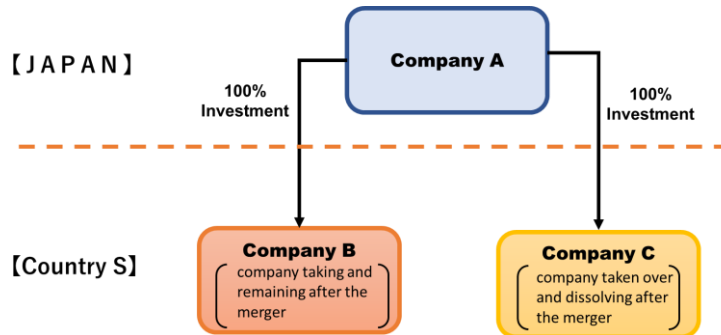 Company A
【ＪＡＰＡＮ】
100%
Investment
100%
Investment
【Country S】
Company B
company taking and
remaining after the
merger
Company C
company taken over
and dissolving after
the merger